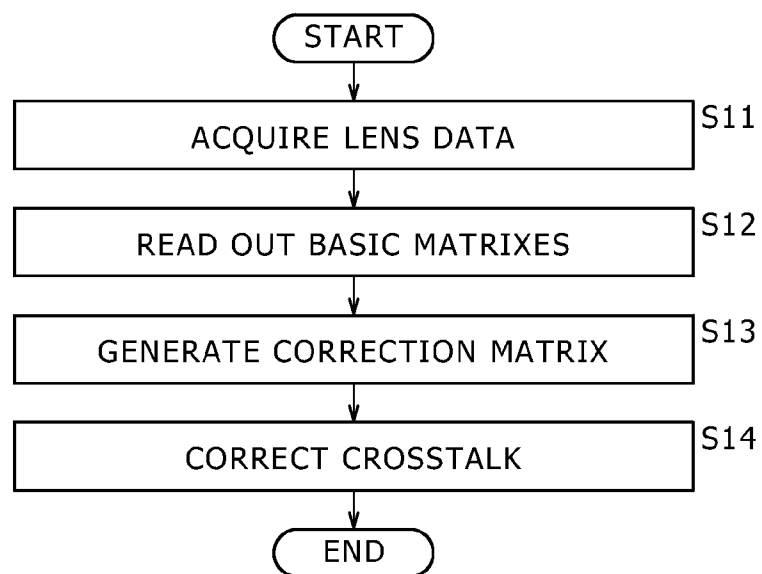 START
ACQUIRE LENS DATA
S11
READ OUT BASIC MATRIXES
S12
GENERATE CORRECTION MATRIX
S13
CORRECT CROSSTALK
S14
END